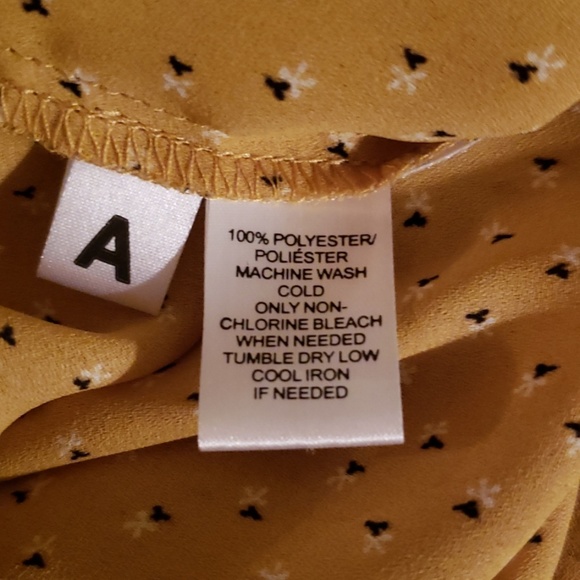 A
100% POLYESTER/
POLIÉSTER
MACHINE WASH
COLD
ONLY NON-
CHLORINE BLEACH
WHEN NEEDED
TUMBLE DRY LOW
COOL IRON
IF NEEDED